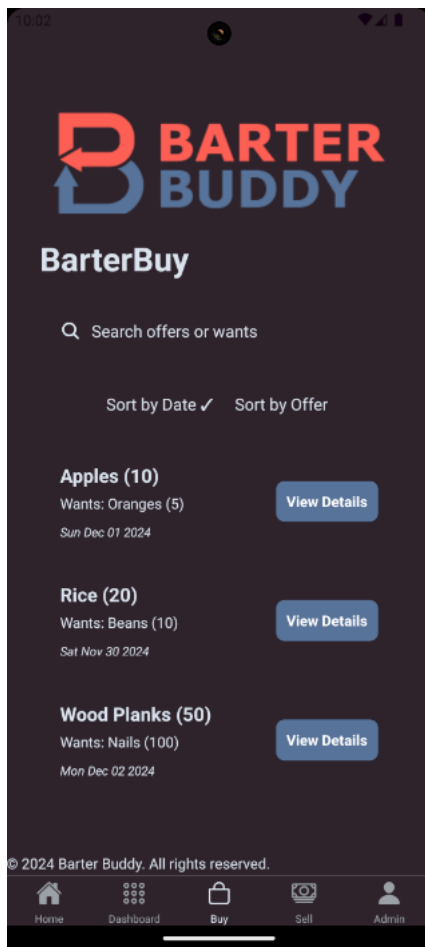 10:02
BARTER
BUDDY
BarterBuy
Search offers or wants
Sort by Date ✓ Sort by Offer
Apples (10)
Wants: Oranges (5)
Sun Dec 01 2024
View Details
Rice (20)
Wants: Beans (10)
Sat Nov 30 2024
View Details
Wood Planks (50)
Wants: Nails (100)
Mon Dec 02 2024
View Details
© 2024 Barter Buddy. All rights reserved.
Home Dashboard Buy Sell Admin